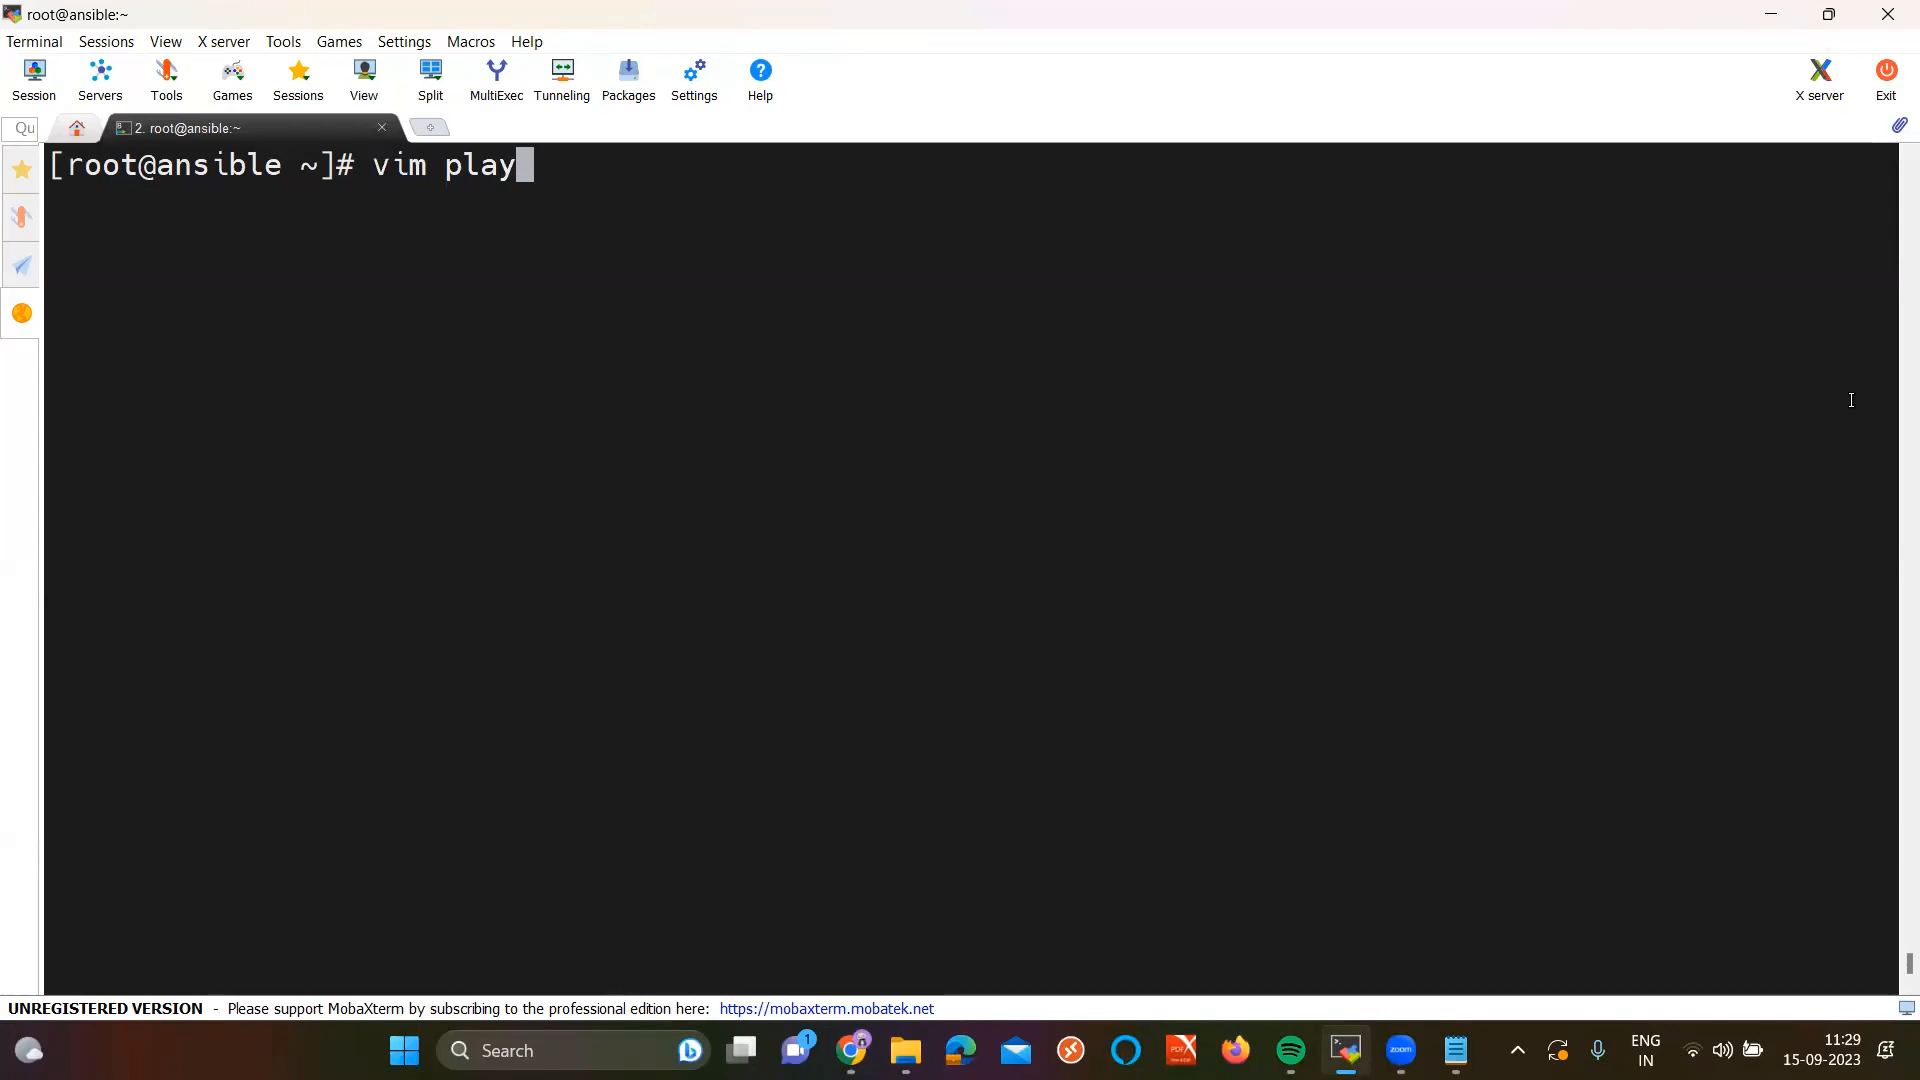 root@ansible:~
Terminal Sessions View X server Tools Games Settings Macros Help
Session Servers Tools Games Sessions View Split MultiExec Tunneling Packages Settings Help X server Exit
Qu 2. root@ansible:~
[root@ansible ~]# vim play
UNREGISTERED VERSION - Please support MobaXterm by subscribing to the professional edition here: https://mobaxterm.mobatek.net
Search 1 PDF zoom ENG 11:29
IN 15-09-2023